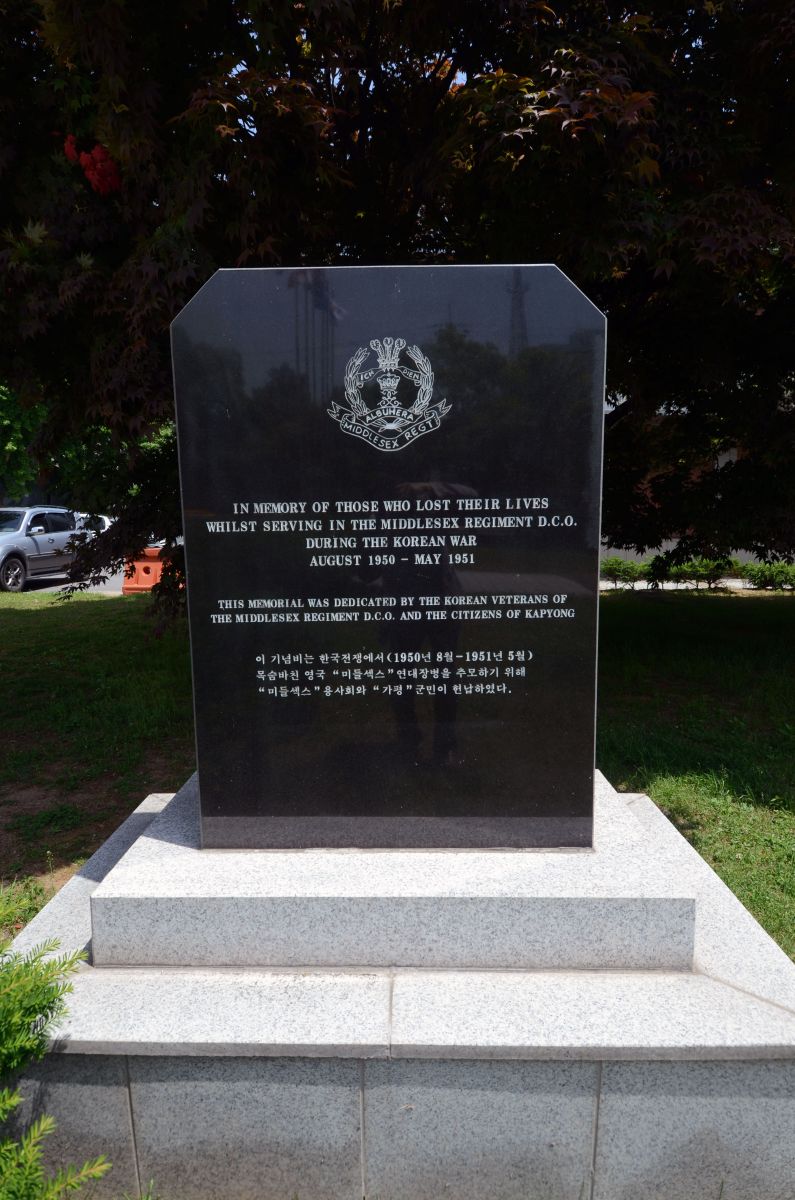 ICH DIEN
ALBUHERA
MIDDLESEX REGT
IN MEMORY OF THOSE WHO LOST THEIR LIVES
WHILST SERVING IN THE MIDDLESEX REGIMENT D.C.O.
DURING THE KOREAN WAR
AUGUST 1950 – MAY 1951
THIS MEMORIAL WAS DEDICATED BY THE KOREAN VETERANS OF
THE MIDDLESEX REGIMENT D.C.O. AND THE CITIZENS OF KAPYONG
이 기념비는 한국전쟁에서(1950년 8월–1951년 5월)
목숨바친 영국 “미들섹스”연대장병을 추모하기 위해
“미들섹스”용사회와 “가평”군민이 헌납하였다.